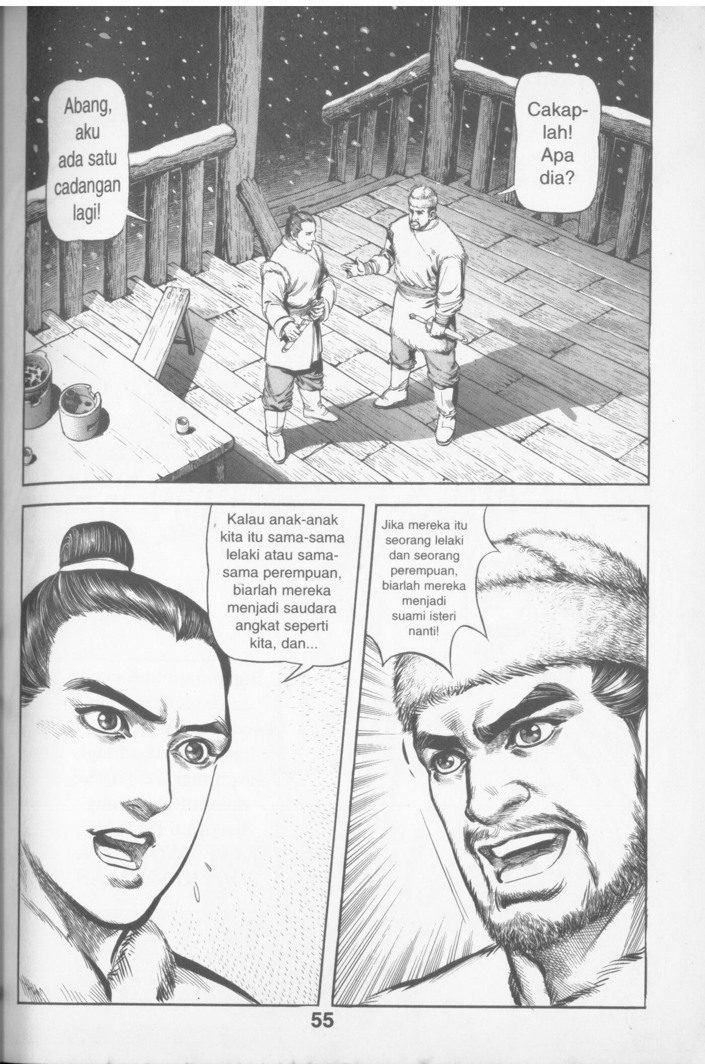 Abang,
aku
ada satu
cadangan
lagi!
Cakap-
lah!
Apa
dia?
Kalau anak-anak
kita itu sama-sama
lelaki atau sama-
sama perempuan,
biarlah mereka
menjadi saudara
angkat seperti
kita, dan...
Jika mereka itu
seorang lelaki
dan seorang
perempuan,
biarlah mereka
menjadi
suami isteri
nanti!
55